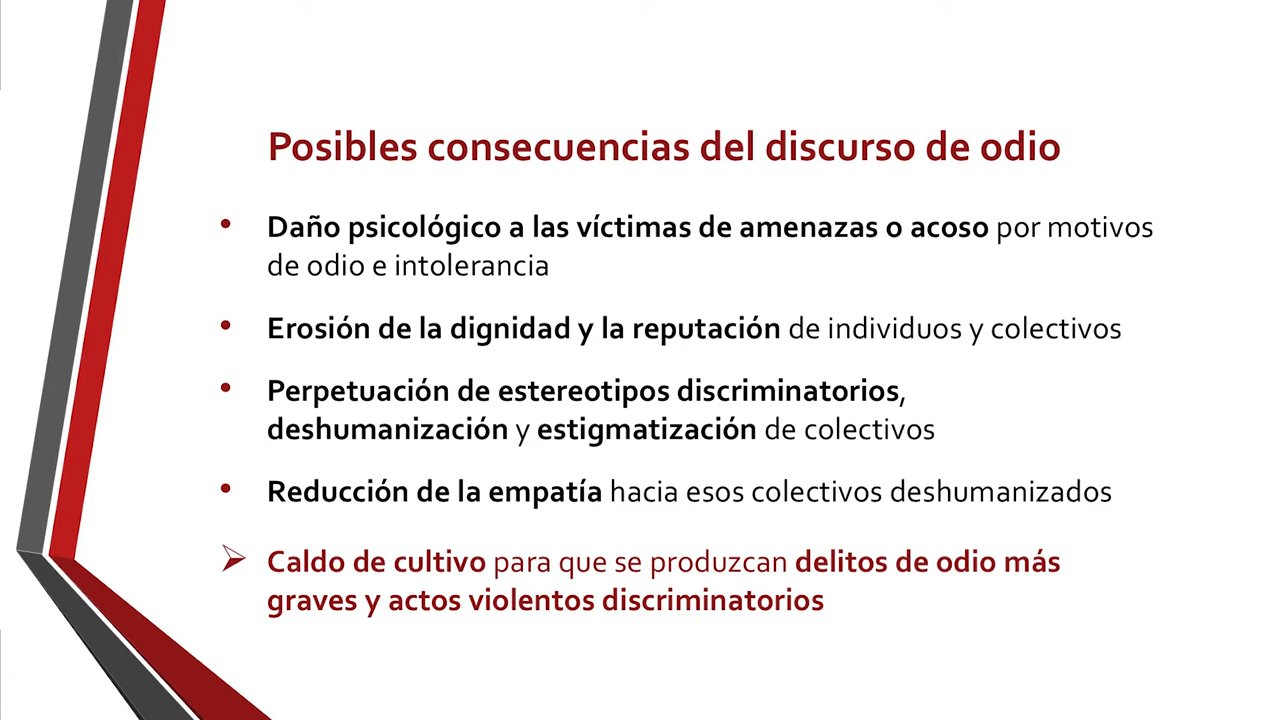 Posibles consecuencias del discurso de odio
• Daño psicológico a las víctimas de amenazas o acoso por motivos
de odio e intolerancia
• Erosión de la dignidad y la reputación de individuos y colectivos
• Perpetuación de estereotipos discriminatorios,
deshumanización y estigmatización de colectivos
• Reducción de la empatía hacia esos colectivos deshumanizados
➢ Caldo de cultivo para que se produzcan delitos de odio más
graves y actos violentos discriminatorios